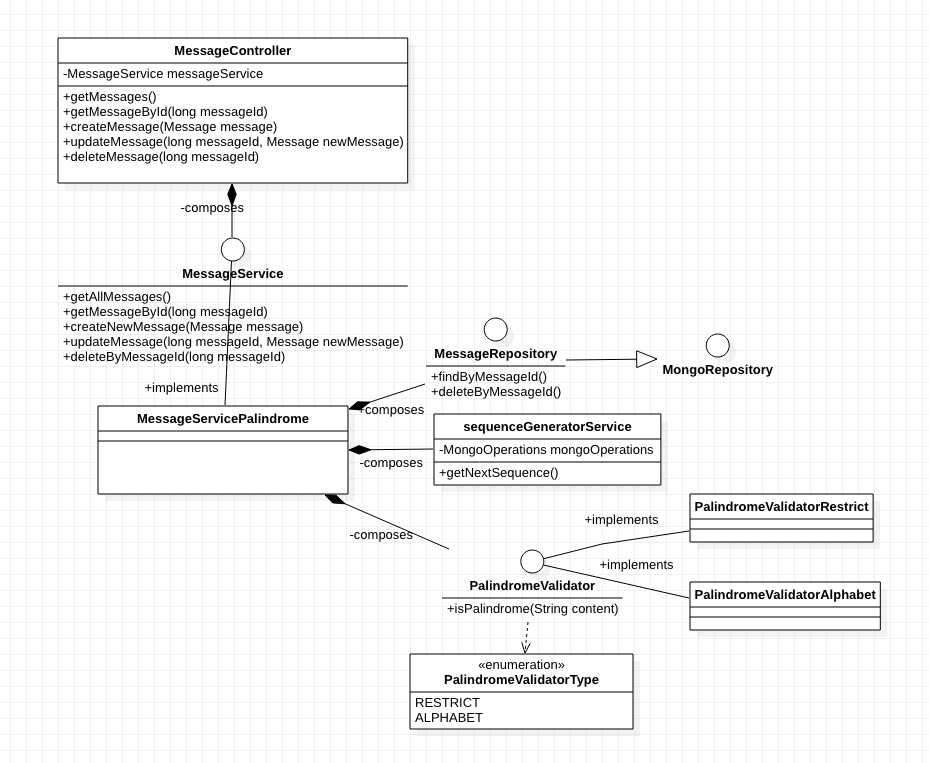 MessageController
-MessageService messageService
+getMessages()
+getMessageById(long messageId)
+createMessage(Message message)
+updateMessage(long messageId, Message newMessage)
+deleteMessage(long messageId)
-composes
MessageService
+getAllMessages()
+getMessageById(long messageId)
+createNewMessage(Message message)
+updateMessage(long messageId, Message newMessage)
+deleteByMessageId(long messageId)
+implements
MessageRepository
+findByMessageId()
+deleteByMessageId()
MongoRepository
MessageServicePalindrome
+composes
sequenceGeneratorService
-MongoOperations mongoOperations
+getNextSequence()
-composes
-composes
PalindromeValidator
+isPalindrome(String content)
+implements
PalindromeValidatorRestrict
+implements
PalindromeValidatorAlphabet
«enumeration»
PalindromeValidatorType
RESTRICT
ALPHABET